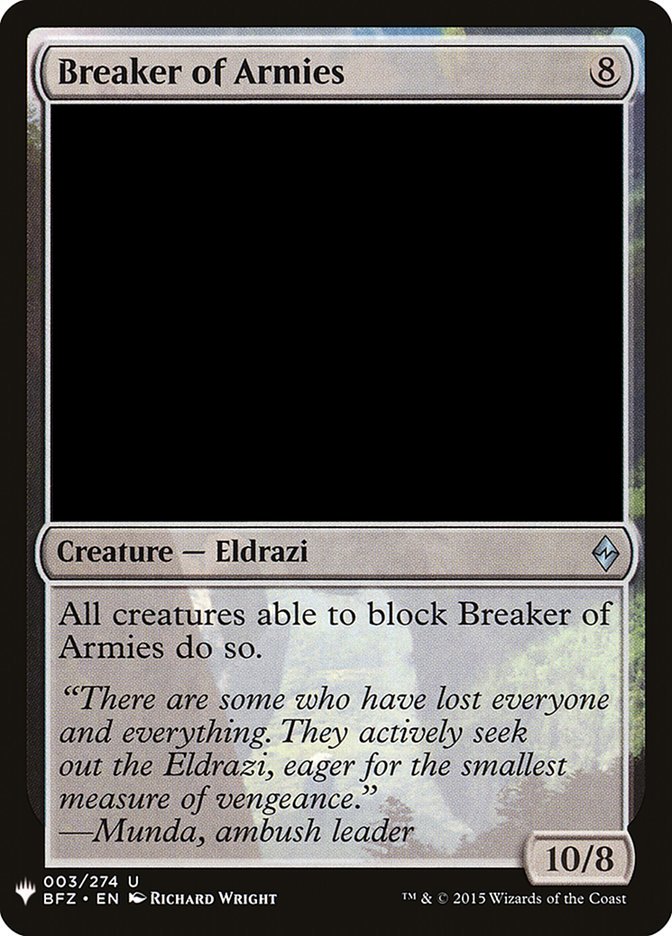 Breaker of Armies 8
Creature — Eldrazi
All creatures able to block Breaker of
Armies do so.
“There are some who have lost everyone
and everything. They actively seek
out the Eldrazi, eager for the smallest
measure of vengeance.”
—Munda, ambush leader
10/8
003/274 U
BFZ • EN Richard Wright
™ & © 2015 Wizards of the Coast